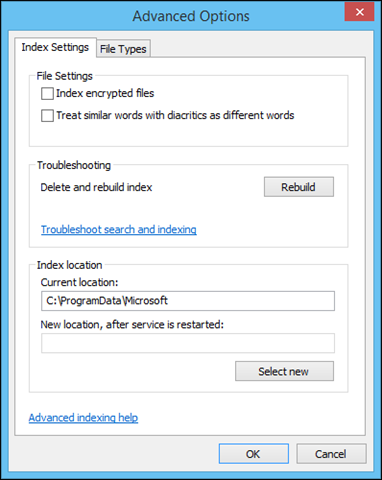 Advanced Options
Index Settings
File Types
File Settings
Index encrypted files
Treat similar words with diacritics as different words
Troubleshooting
Delete and rebuild index
Rebuild
Troubleshoot search and indexing
Index location
Current location:
C:\ProgramData\Microsoft
New location, after service is restarted:
Select new
Advanced indexing help
OK
Cancel